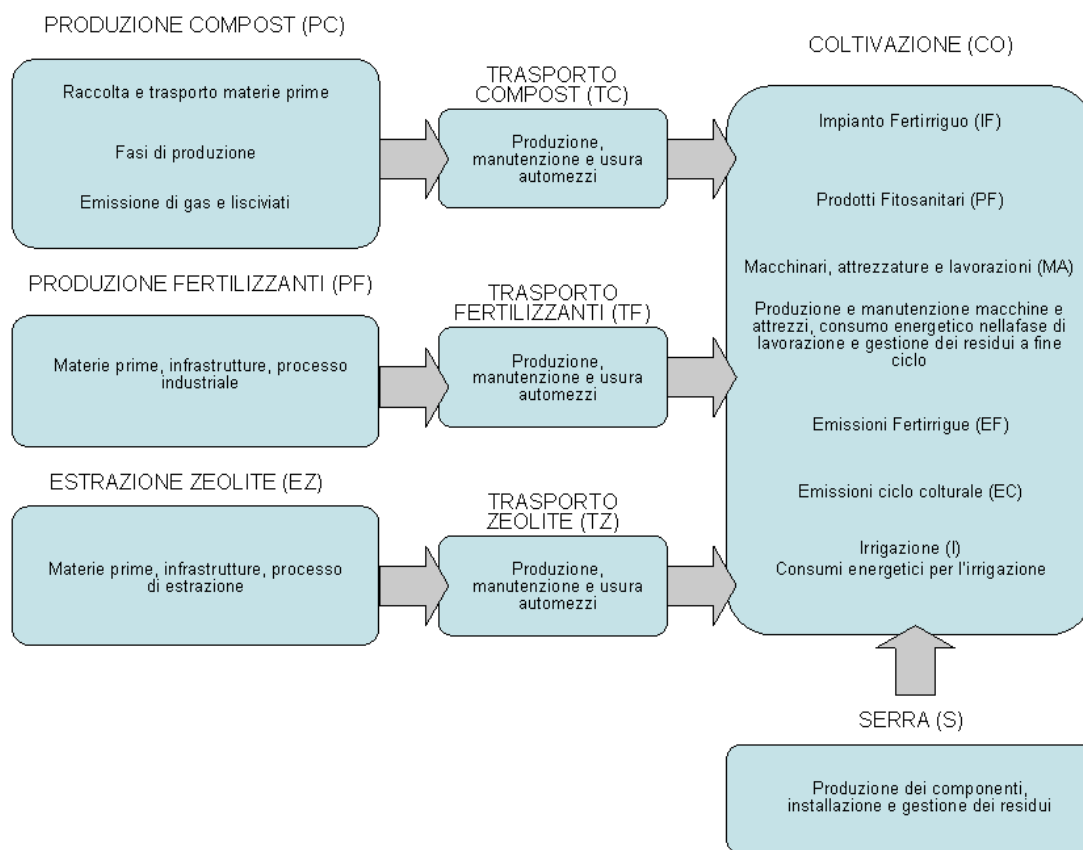 PRODUZIONE COMPOST (PC)
Raccolta e trasporto materie prime
Fasi di produzione
Emissione di gas e lisciviati
TRASPORTO
COMPOST (TC)
Produzione,
manutenzione e usura
automezzi
PRODUZIONE FERTILIZZANTI (PF)
Materie prime, infrastrutture, processo
industriale
TRASPORTO
FERTILIZZANTI (TF)
Produzione,
manutenzione e usura
automezzi
ESTRAZIONE ZEOLITE (EZ)
Materie prime, infrastrutture, processo
di estrazione
TRASPORTO
ZEOLITE (TZ)
Produzione,
manutenzione e usura
automezzi
COLTIVAZIONE (CO)
Impianto Fertirriguo (IF)
Prodotti Fitosanitari (PF)
Macchinari, attrezzature e lavorazioni (MA)
Produzione e manutenzione macchine e
attrezzi, consumo energetico nellafase di
lavorazione e gestione dei residui a fine
ciclo
Emissioni Fertirrigue (EF)
Emissioni ciclo colturale (EC)
Irrigazione (I)
Consumi energetici per l'irrigazione
SERRA (S)
Produzione dei componenti,
installazione e gestione dei residui